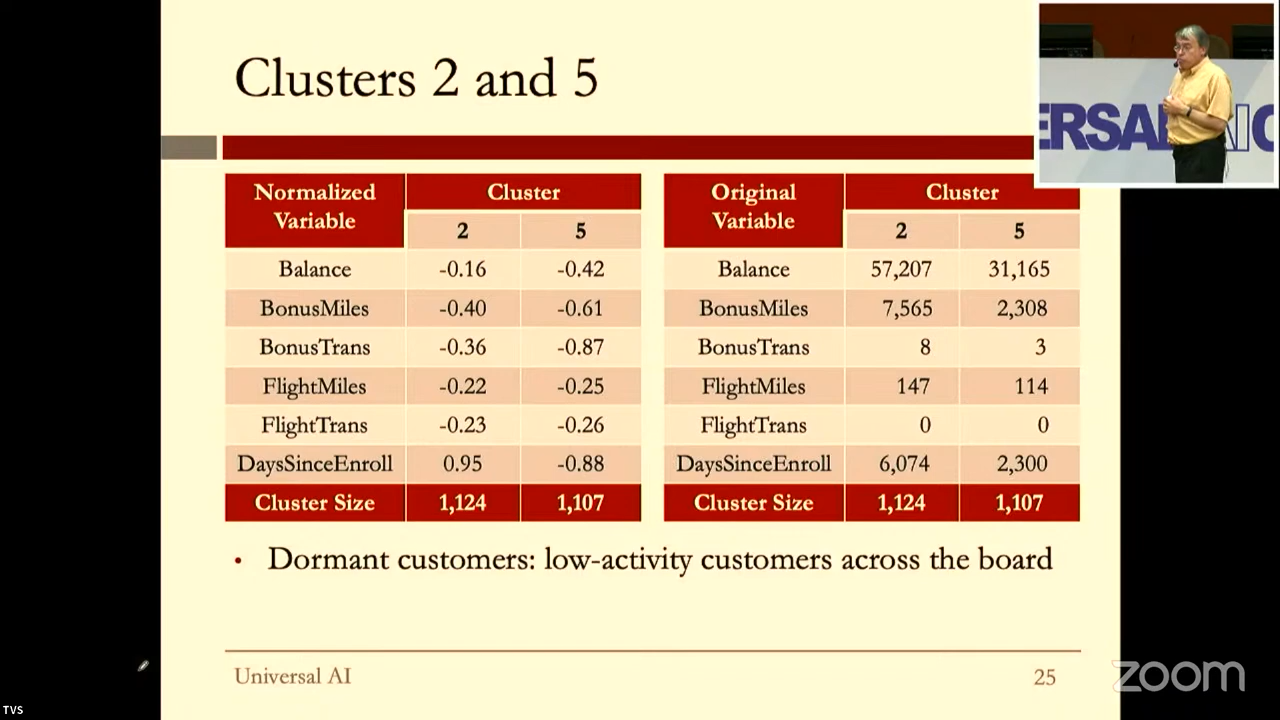 Clusters 2 and 5
ERSAL AI C
Normalized Variable Cluster
2 5
Balance -0.16 -0.42
BonusMiles -0.40 -0.61
BonusTrans -0.36 -0.87
FlightMiles -0.22 -0.25
FlightTrans -0.23 -0.26
DaysSinceEnroll 0.95 -0.88
Cluster Size 1,124 1,107
Original Variable Cluster
2 5
Balance 57,207 31,165
BonusMiles 7,565 2,308
BonusTrans 8 3
FlightMiles 147 114
FlightTrans 0 0
DaysSinceEnroll 6,074 2,300
Cluster Size 1,124 1,107
• Dormant customers: low-activity customers across the board
Universal AI 25
zoom
TVS